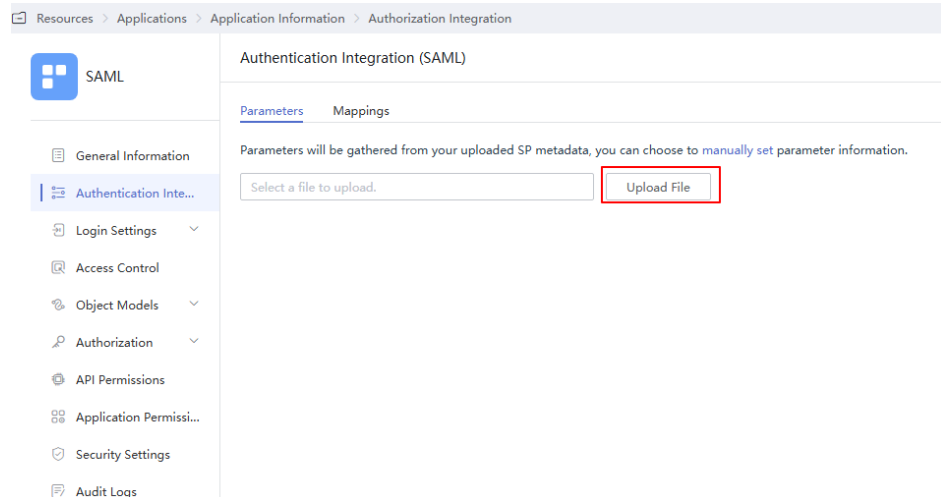 Resources > Applications > Application Information > Authorization Integration
SAML
General Information
Authentication Inte...
Login Settings
Access Control
Object Models
Authorization
API Permissions
Application Permissi...
Security Settings
Audit Logs
Authentication Integration (SAML)
Parameters Mappings
Parameters will be gathered from your uploaded SP metadata, you can choose to manually set parameter information.
Select a file to upload. Upload File